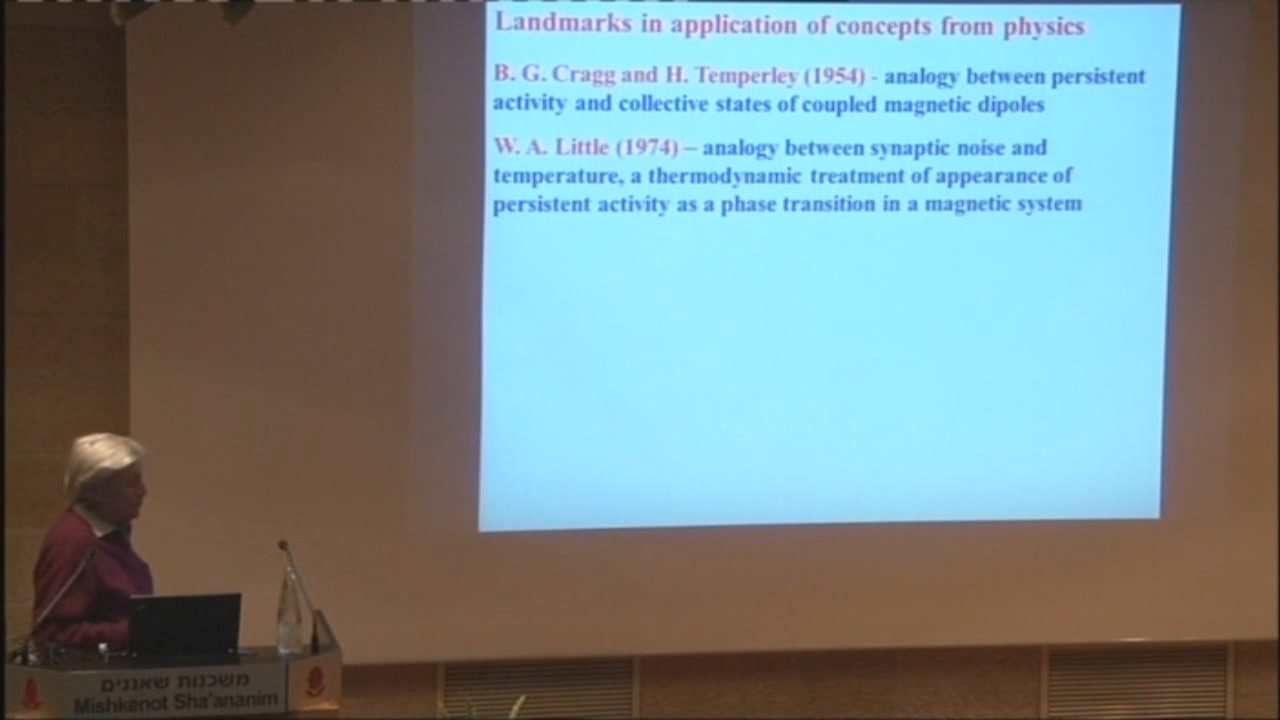 Landmarks in application of concepts from physics
B. G. Cragg and H. Temperley (1954) - analogy between persistent
activity and collective states of coupled magnetic dipoles
W. A. Little (1974) – analogy between synaptic noise and
temperature, a thermodynamic treatment of appearance of
persistent activity as a phase transition in a magnetic system
משכנות שאננים
Mishkenot Sha'ananim